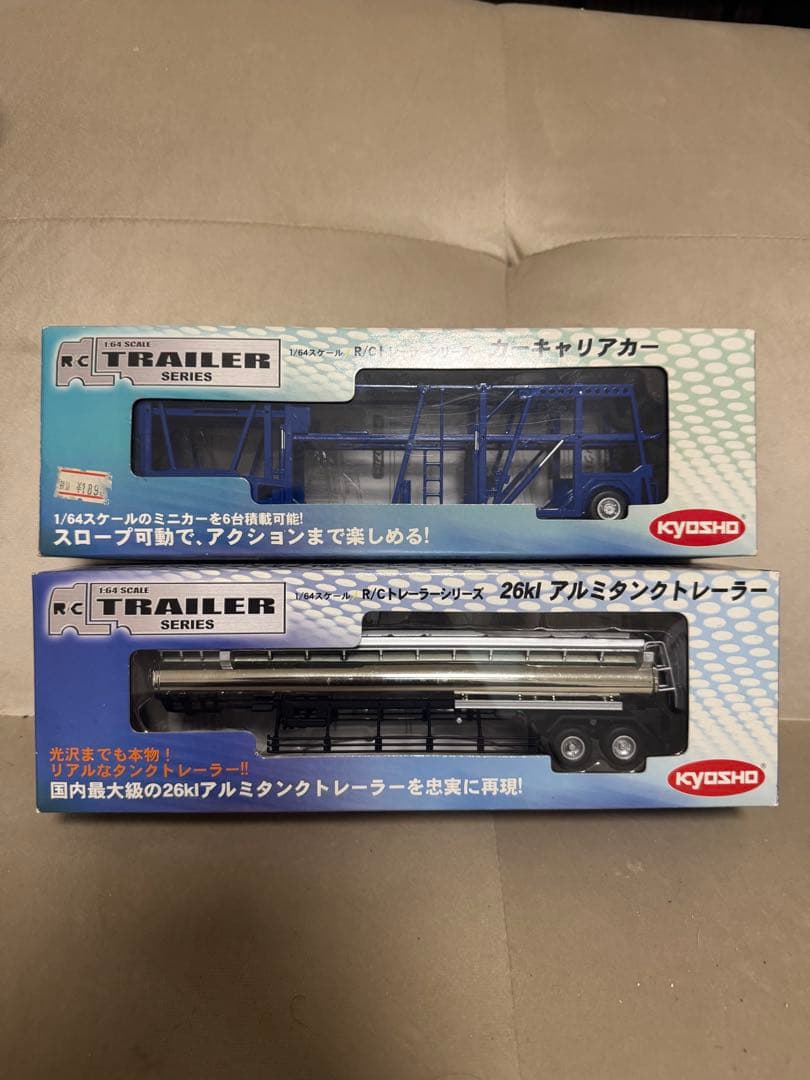 1:64 SCALE
R/C TRAILER
SERIES
1/64スケール R/Cトレーラーシリーズ カーキャリアカー
税込 ¥189
1/64スケールのミニカーを6台積載可能!
スロープ可動で、アクションまで楽しめる!
KYOSHO
1:64 SCALE
R/C TRAILER
SERIES
1/64スケール R/Cトレーラーシリーズ 26kl アルミタンクトレーラー
光沢までも本物!
リアルなタンクトレーラー!!
国内最大級の26klアルミタンクトレーラーを忠実に再現!
KYOSHO